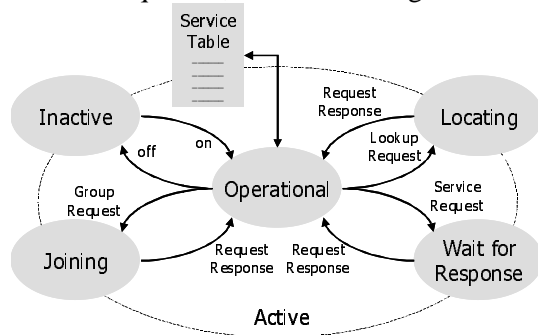 Service
Table
Inactive
on
off
Request
Response
Locating
Lookup
Request
Operational
Group
Request
Service
Request
Joining
Request
Response
Request
Response
Wait for
Response
Active